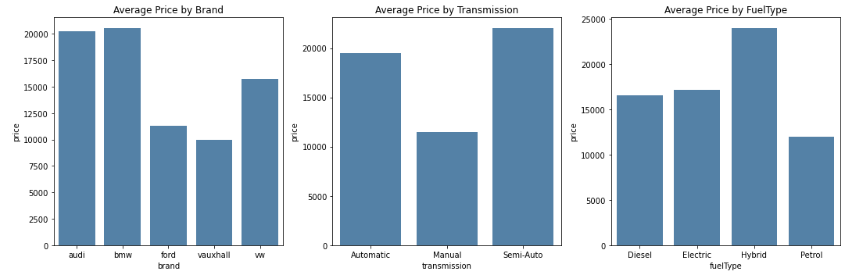 Average Price by Brand
price
20000
17500
15000
12500
10000
7500
5000
2500
0
audi bmw ford vauxhall vw
brand
Average Price by Transmission
price
20000
15000
10000
5000
0
Automatic Manual Semi-Auto
transmission
Average Price by FuelType
price
25000
20000
15000
10000
5000
0
Diesel Electric Hybrid Petrol
fuelType